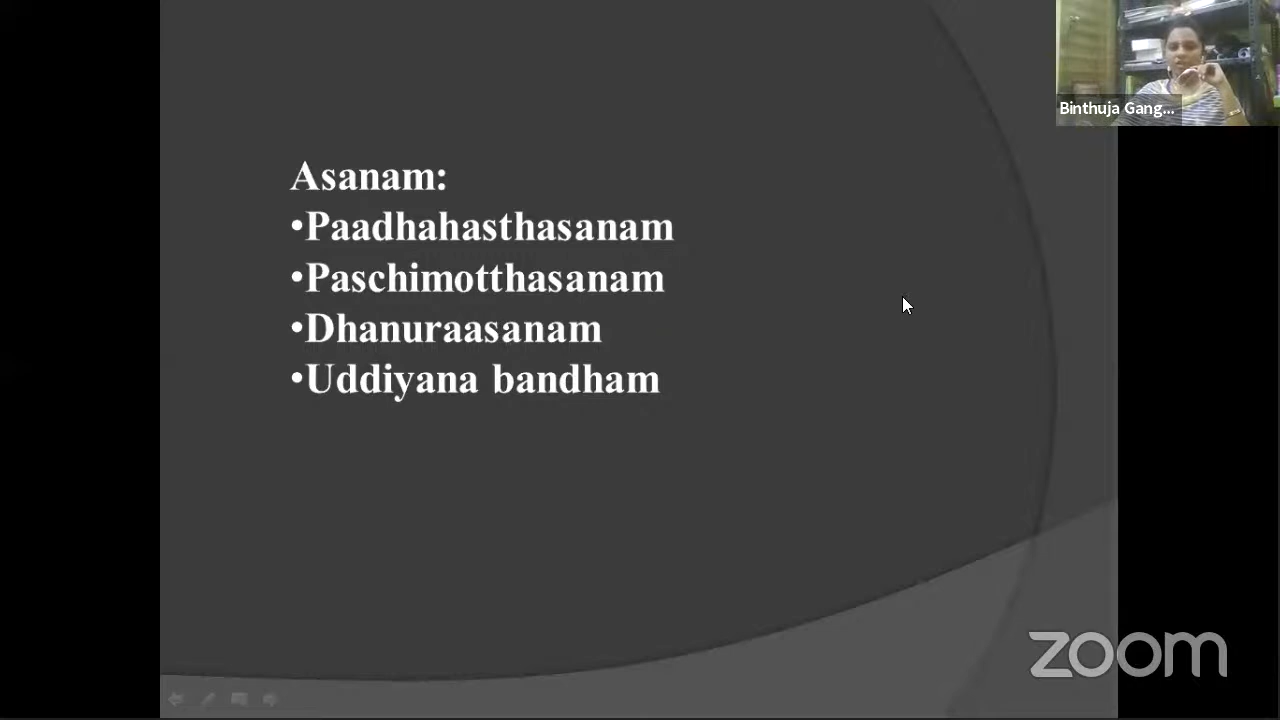 Binthuja Gang...
Asanam:
•Paadhahasthasanam
•Paschimotthasanam
•Dhanuraasanam
•Uddiyana bandham
zoom